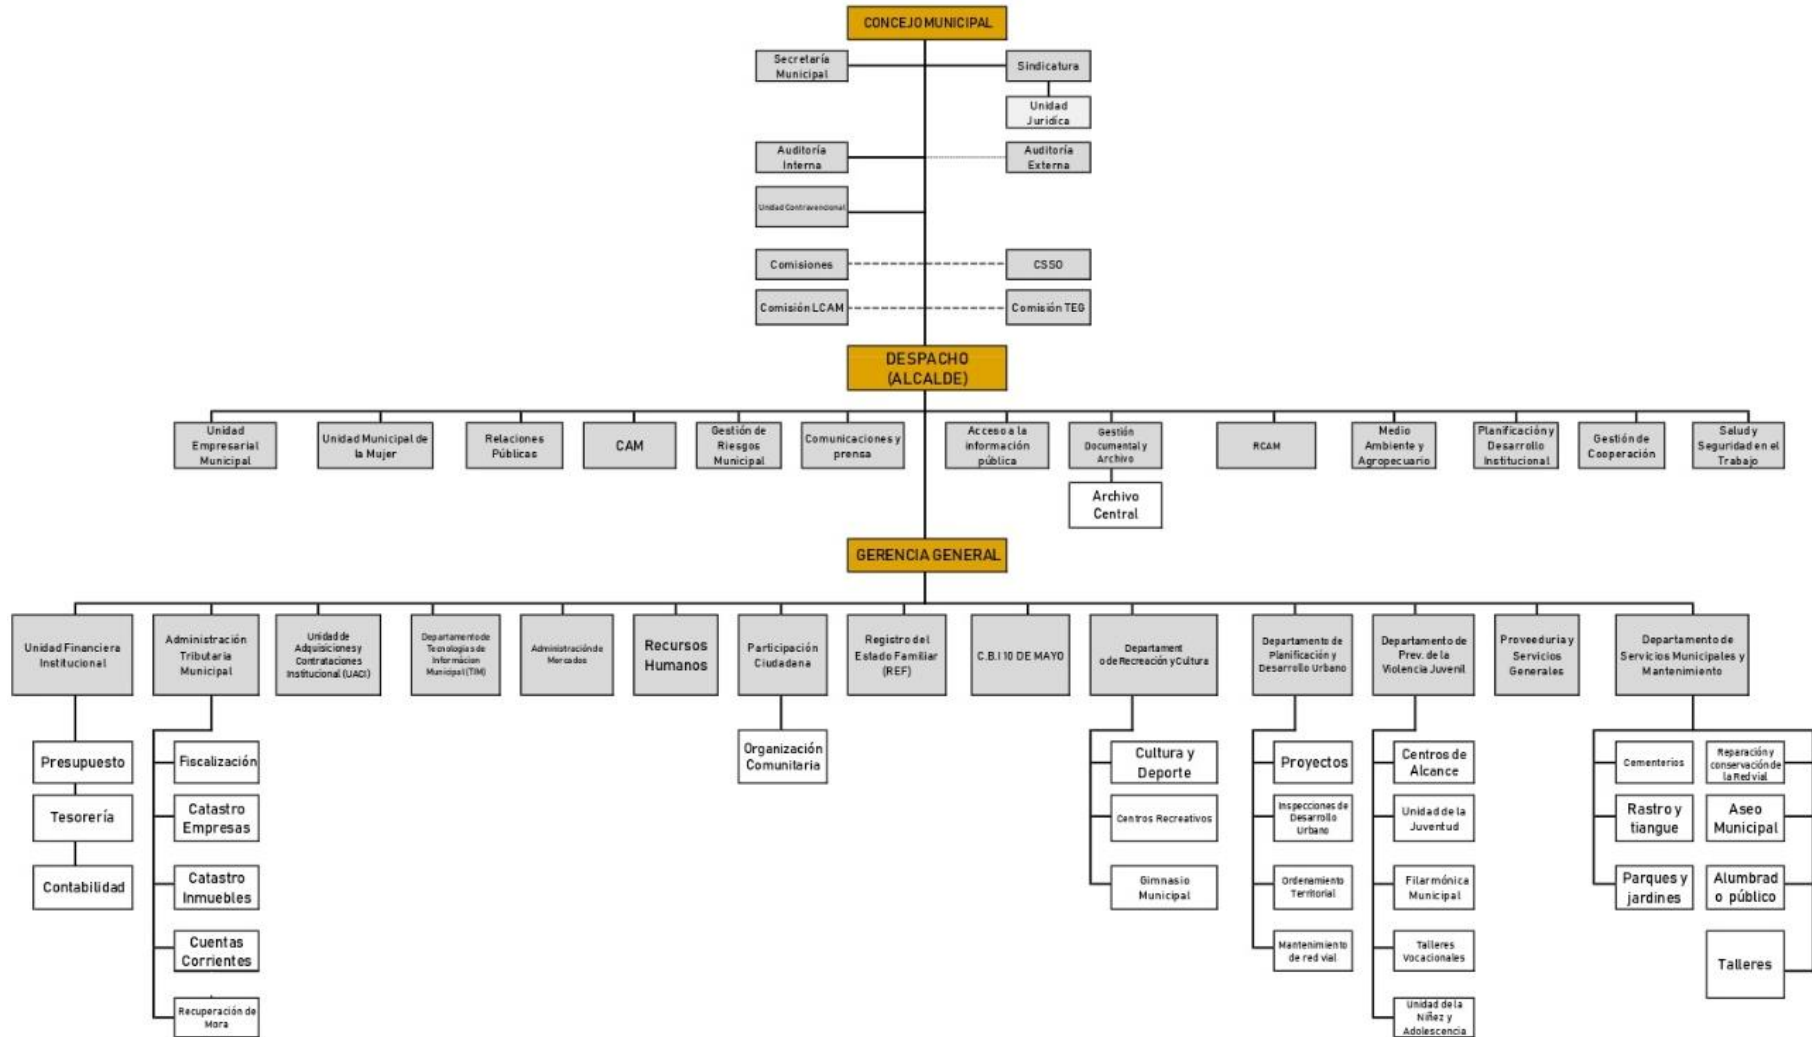 CONCEJO MUNICIPAL
Secretaría
Municipal
Sindicatura
Unidad
Juridíca
Auditoría
Interna
Auditoría
Externa
Unidad Contravencional
Comisiones
CSSO
Comisión LCAM
Comisión TEG
DESPACHO
(ALCALDE)
Unidad
Empresarial
Municipal
Unidad Municipal de
la Mujer
Relaciones
Públicas
CAM
Gestión de
Riesgos
Municipal
Comunicaciones y
prensa
Acceso a la
información
pública
Gestión
Documental y
Archivo
RCAM
Medio
Ambiente y
Agropecuario
Planificación y
Desarrollo
Institucional
Gestión de
Cooperación
Salud y
Seguridad en el
Trabajo
Archivo
Central
GERENCIA GENERAL
Unidad Financiera
Institucional
Administración
Tributaria
Municipal
Unidad de
Adquisiciones y
Contrataciones
Institucional (UACI)
Departamento de
Tecnologías de
Información
Municipal (TIM)
Administración de
Mercados
Recursos
Humanos
Participación
Ciudadana
Registro del
Estado Familiar
(REF)
C.B.I 10 DE MAYO
Departament
o de Recreación y Cultura
Departamento de
Planificación y
Desarrollo Urbano
Departamento de
Prev. de la
Violencia Juvenil
Proveeduria y
Servicios
Generales
Departamento de
Servicios Municipales y
Mantenimiento
Presupuesto
Tesorería
Contabilidad
Fiscalización
Catastro
Empresas
Catastro
Inmuebles
Cuentas
Corrientes
Recuperación de
Mora
Organización
Comunitaria
Cultura y
Deporte
Centros Recreativos
Gimnasio
Municipal
Proyectos
Inspecciones de
Desarrollo
Urbano
Ordenamiento
Territorial
Mantenimiento
de red vial
Centros de
Alcance
Unidad de la
Juventud
Filarmónica
Municipal
Talleres
Vocacionales
Unidad de la
Niñez y
Adolescencia
Cementerios
Rastro y
tiangue
Parques y
jardines
Reparación y
conservación de
la Red vial
Aseo
Municipal
Alumbrad
o público
Talleres